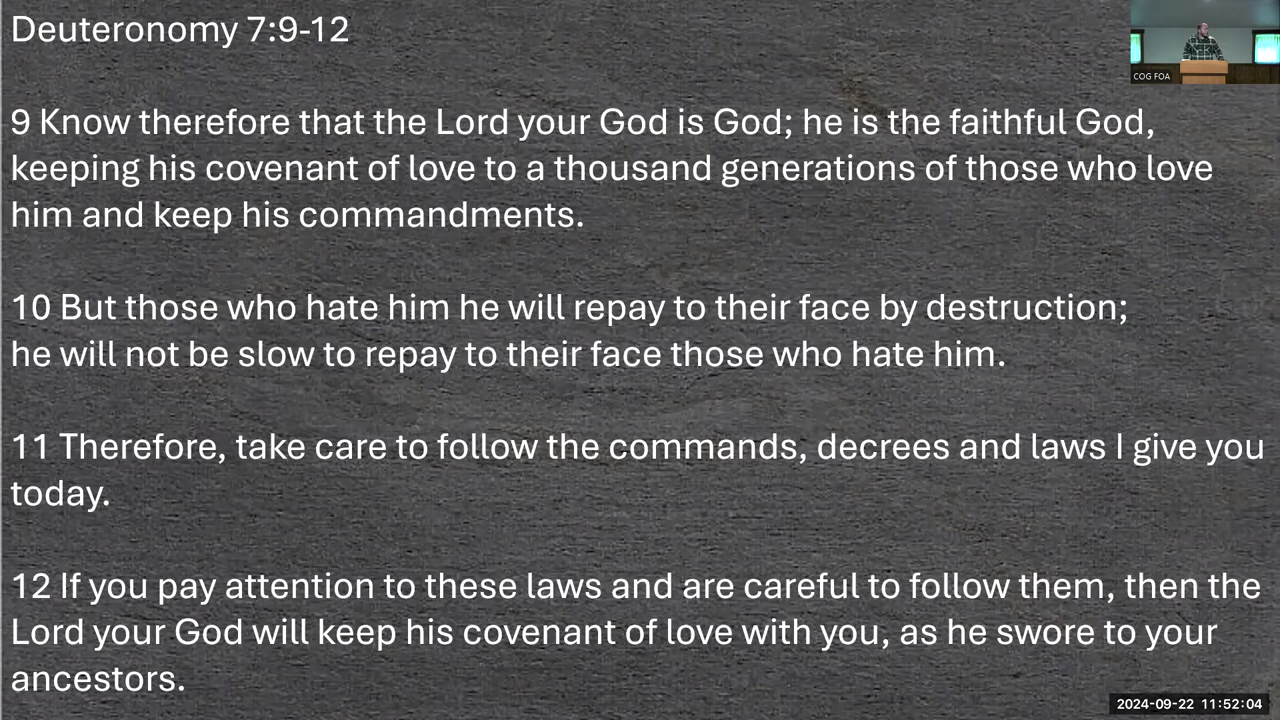 Deuteronomy 7:9-12
COG FOA
9 Know therefore that the Lord your God is God; he is the faithful God,
keeping his covenant of love to a thousand generations of those who love
him and keep his commandments.
10 But those who hate him he will repay to their face by destruction;
he will not be slow to repay to their face those who hate him.
11 Therefore, take care to follow the commands, decrees and laws I give you
today.
12 If you pay attention to these laws and are careful to follow them, then the
Lord your God will keep his covenant of love with you, as he swore to your
ancestors.
2024-09-22 11:52:04